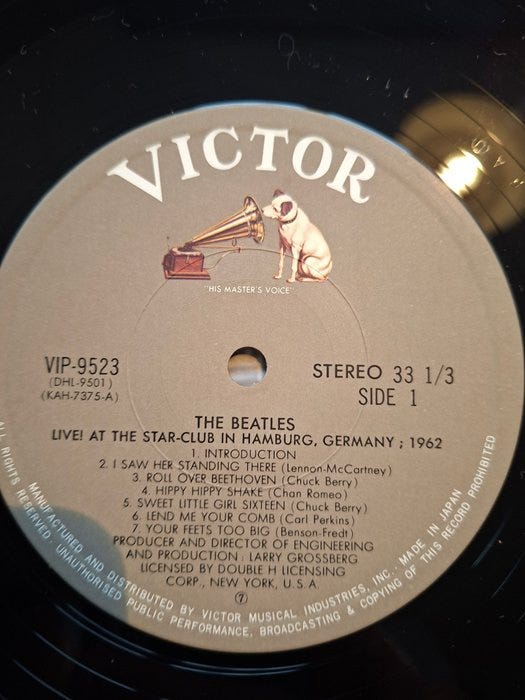 VICTOR
"HIS MASTER'S VOICE"
VIP-9523
(DHL-9501)
(KAH-7375-A)
STEREO 33 1/3
SIDE 1
THE BEATLES
LIVE! AT THE STAR-CLUB IN HAMBURG, GERMANY ; 1962
1. INTRODUCTION
2. I SAW HER STANDING THERE (Lennon-McCartney)
3. ROLL OVER BEETHOVEN (Chuck Berry)
4. HIPPY HIPPY SHAKE (Chan Romeo)
5. SWEET LITTLE GIRL SIXTEEN (Chuck Berry)
6. LEND ME YOUR COMB (Carl Perkins)
7. YOUR FEETS TOO BIG (Benson-Fredt)
PRODUCER AND DIRECTOR OF ENGINEERING
AND PRODUCTION : LARRY GROSSBERG
LICENSED BY DOUBLE H LICENSING
CORP., NEW YORK, U.S.A.
7
MANUFACTURED AND DISTRIBUTED BY VICTOR MUSICAL INDUSTRIES, INC. MADE IN JAPAN
ALL RIGHTS RESERVED. UNAUTHORISED PUBLIC PERFORMANCE, BROADCASTING & COPYING OF THIS RECORD PROHIBITED